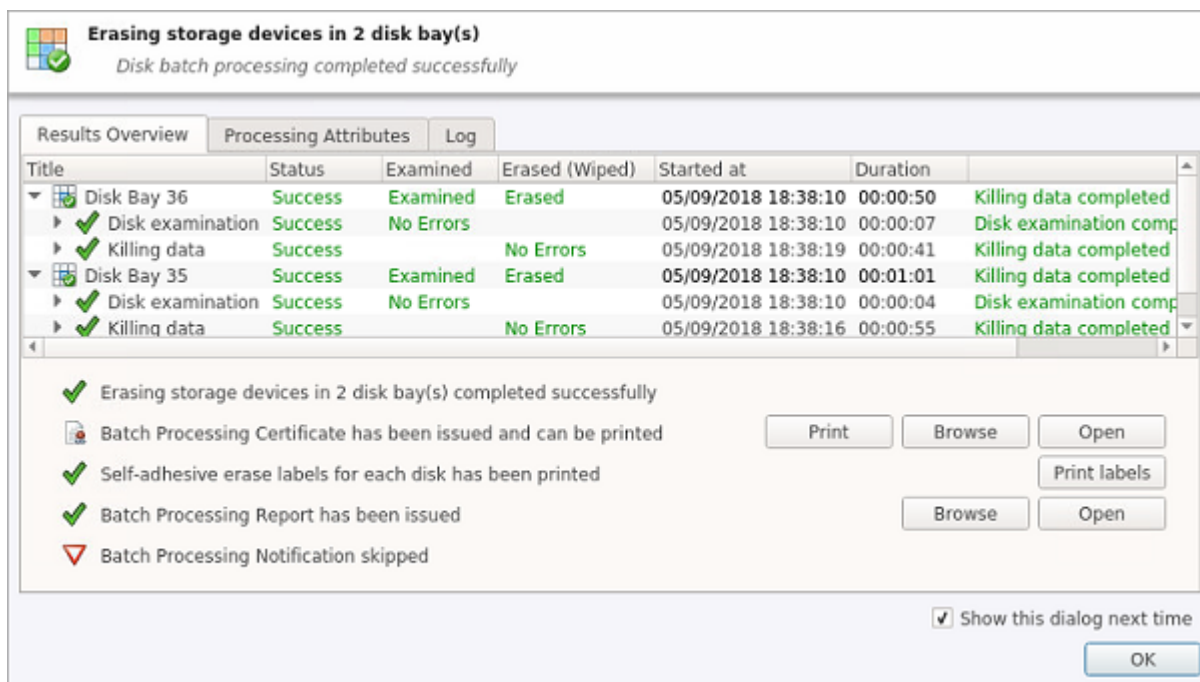 Erasing storage devices in 2 disk bay(s)
Disk batch processing completed successfully
Results Overview Processing Attributes Log
Title Status Examined Erased (Wiped) Started at Duration
Disk Bay 36 Success Examined Erased 05/09/2018 18:38:10 00:00:50 Killing data completed
Disk examination Success No Errors 05/09/2018 18:38:10 00:00:07 Disk examination comp
Killing data Success No Errors 05/09/2018 18:38:19 00:00:41 Killing data completed
Disk Bay 35 Success Examined Erased 05/09/2018 18:38:10 00:01:01 Killing data completed
Disk examination Success No Errors 05/09/2018 18:38:10 00:00:04 Disk examination comp
Killing data Success No Errors 05/09/2018 18:38:16 00:00:55 Killing data completed
Erasing storage devices in 2 disk bay(s) completed successfully
Batch Processing Certificate has been issued and can be printed Print Browse Open
Self-adhesive erase labels for each disk has been printed Print labels
Batch Processing Report has been issued Browse Open
Batch Processing Notification skipped
Show this dialog next time
OK